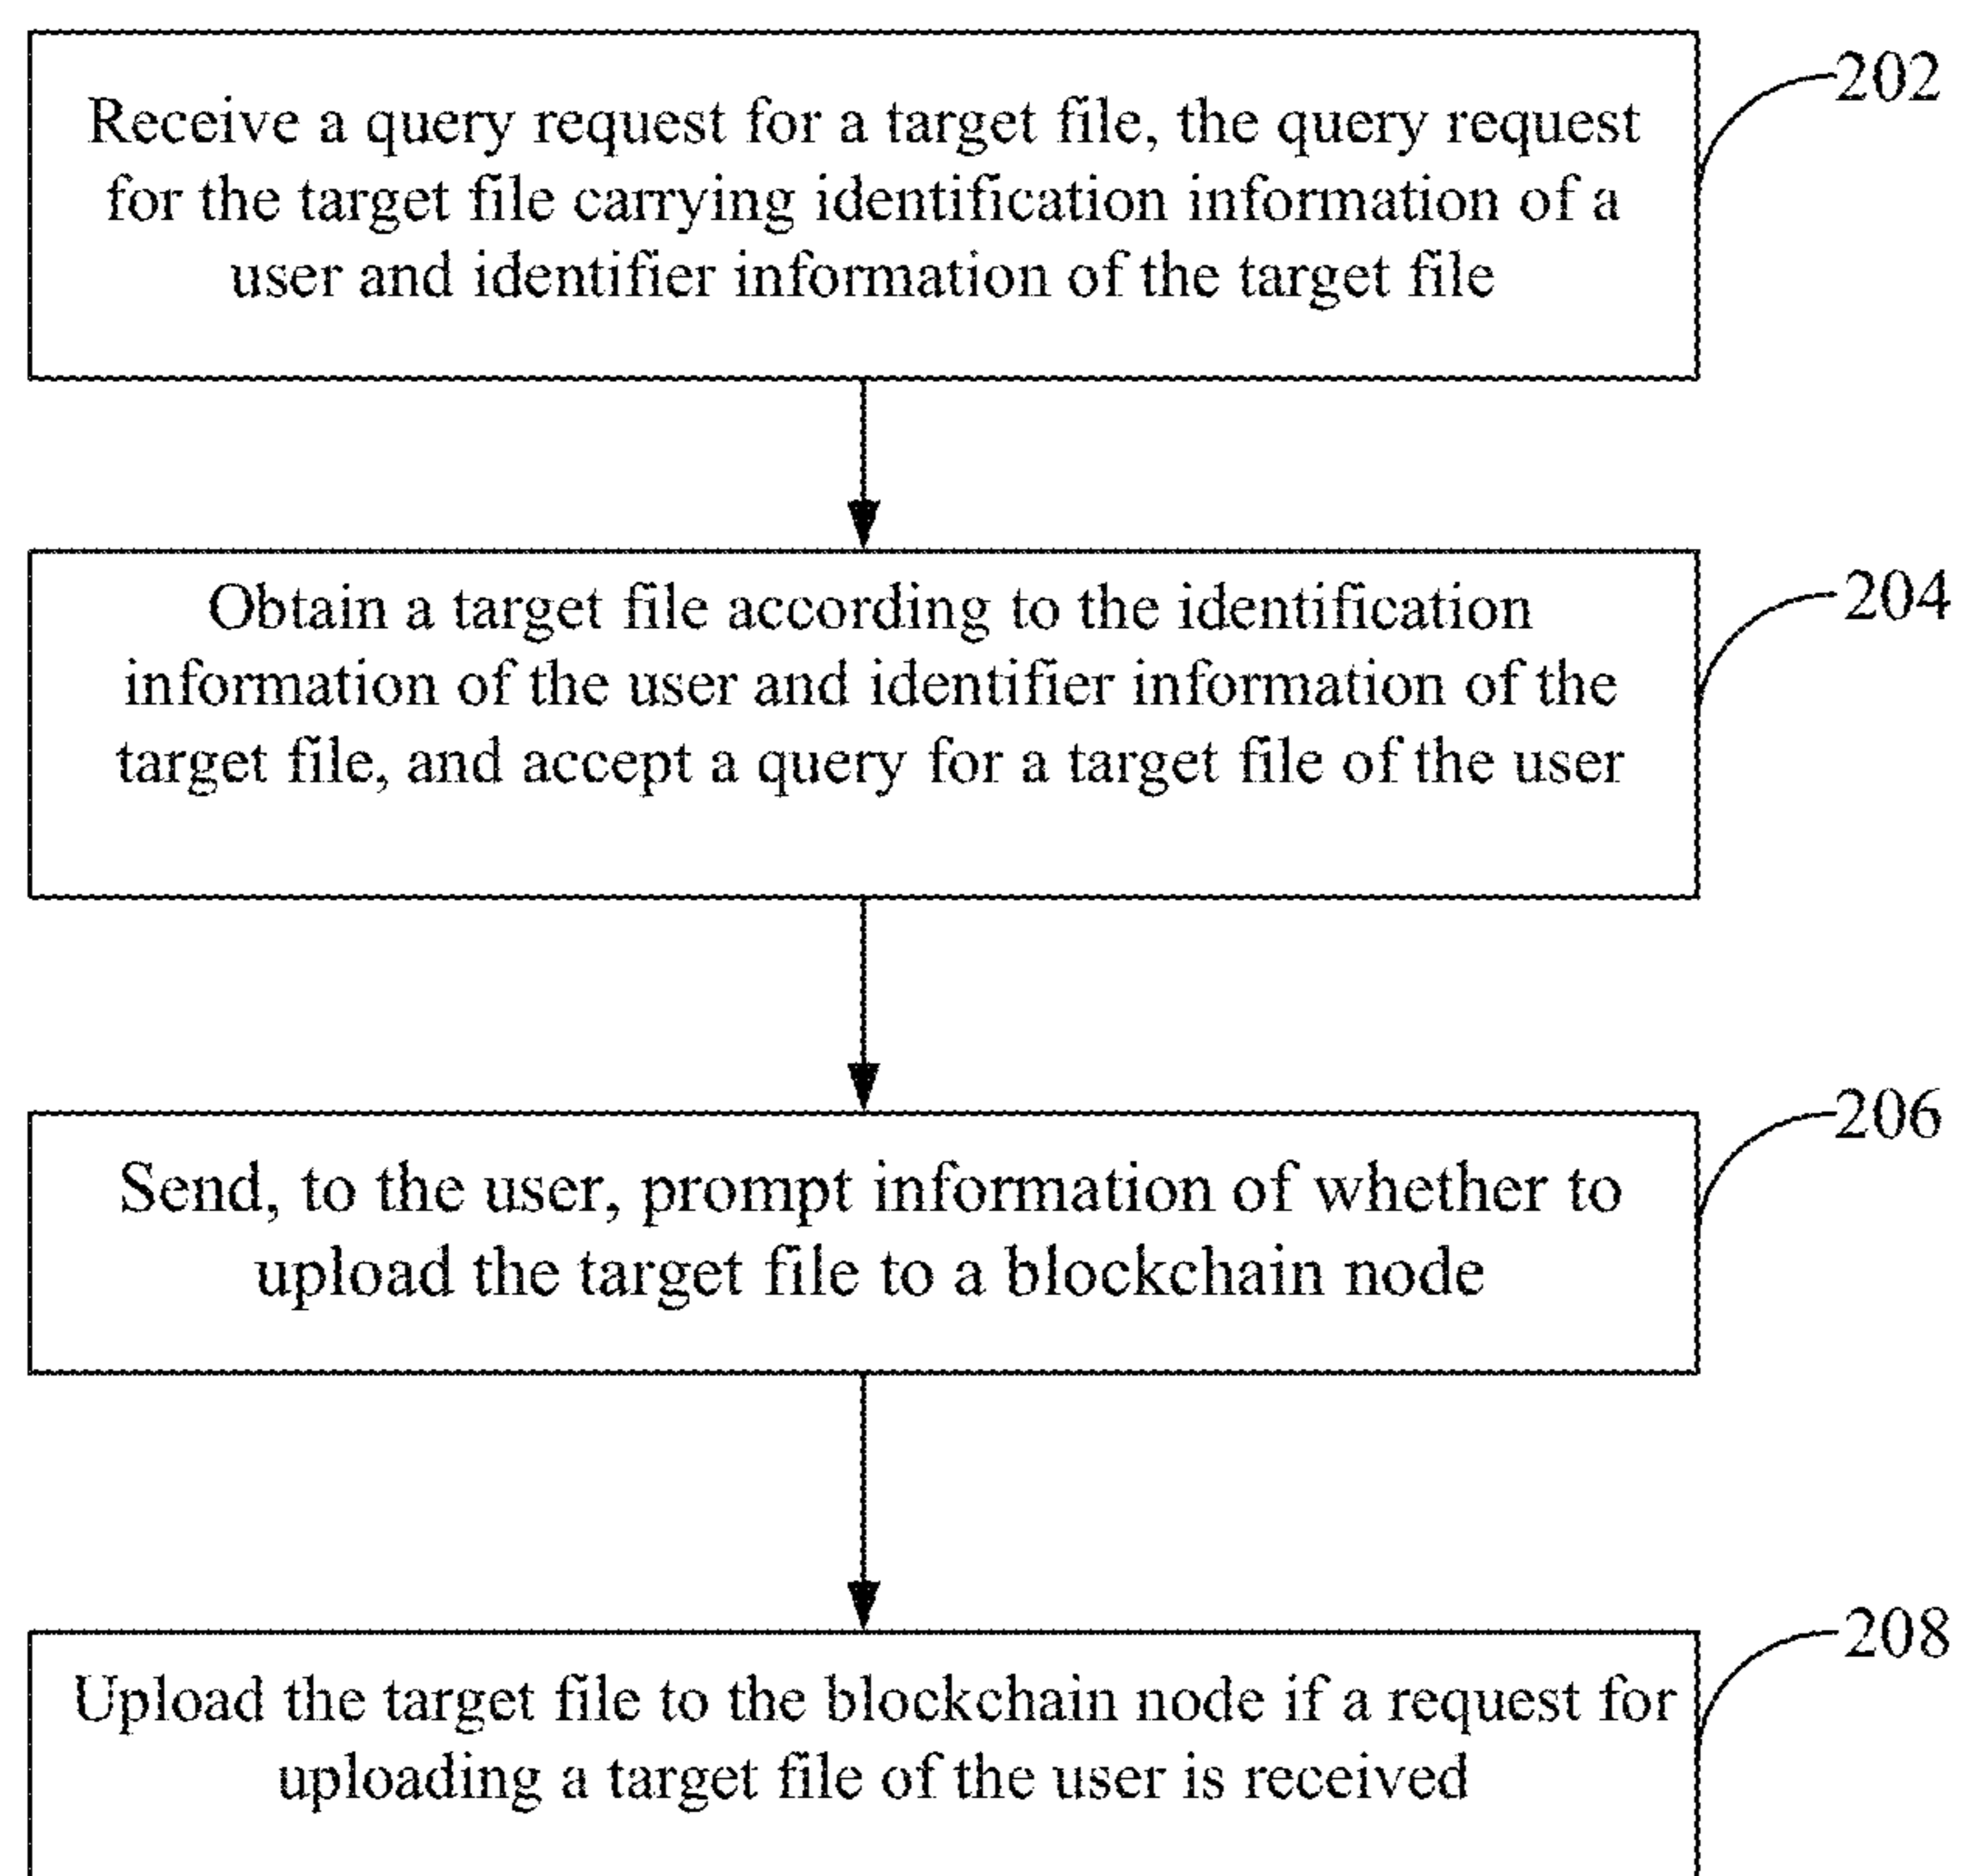 202
Receive a query request for a target file, the query request
for the target file carrying identification information of a
user and identifier information of the target file
204
Obtain a target file according to the identification
information of the user and identifier information of the
target file, and accept a query for a target file of the user
206
Send, to the user, prompt information of whether to
upload the target file to a blockchain node
208
Upload the target file to the blockchain node if a request for
uploading a target file of the user is received